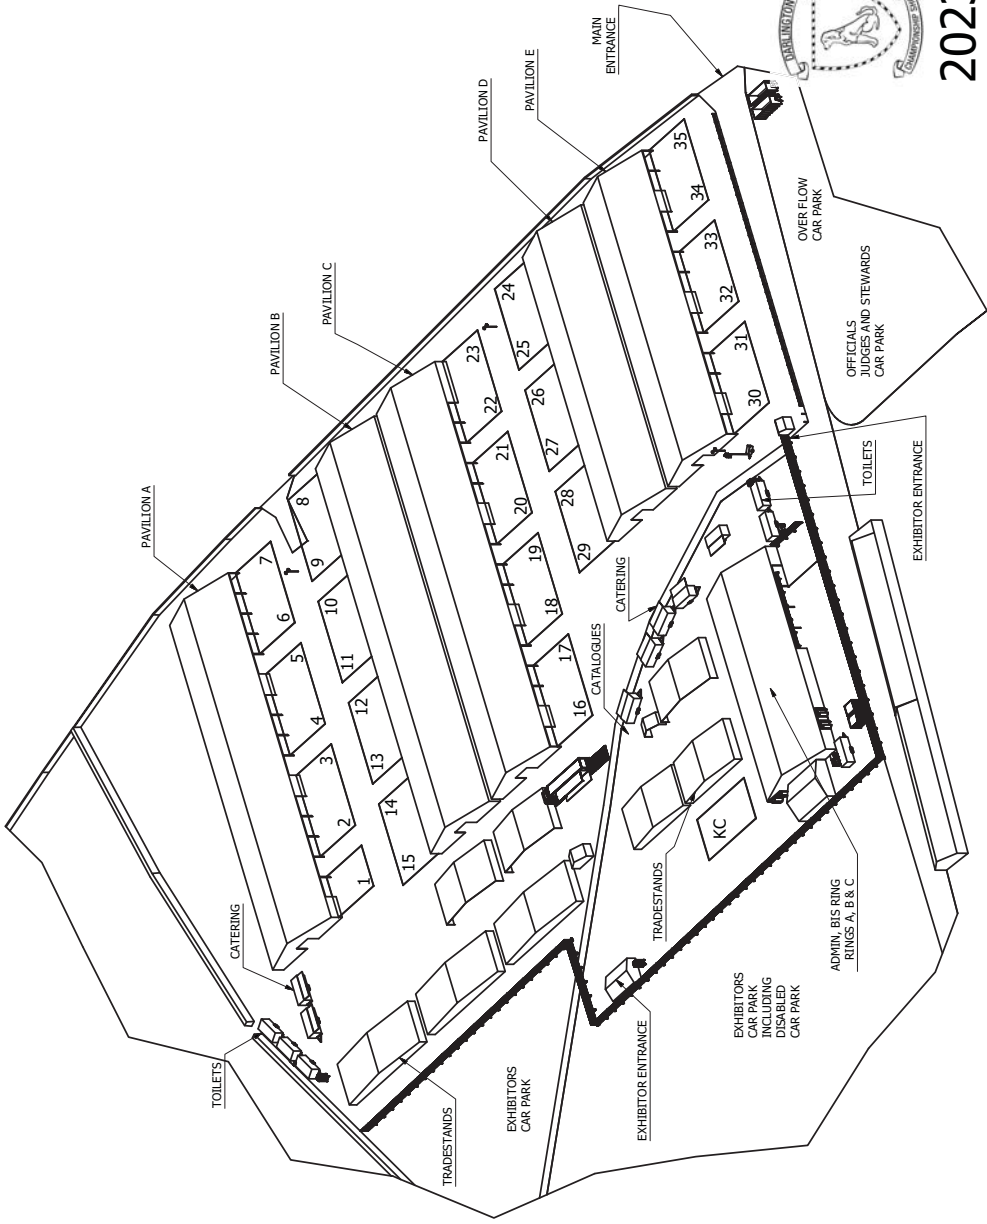 PAVILION A
PAVILION B
PAVILION C
PAVILION D
PAVILION E
MAIN
ENTRANCE
TOILETS
CATERING
1
2
3
4
5
6
7
8
9
10
11
12
13
14
15
16
17
18
19
20
21
22
23
24
25
26
27
28
29
30
31
32
33
34
35
TRADESTANDS
EXHIBITORS
CAR PARK
CATALOGUES
CATERING
EXHIBITOR ENTRANCE
TRADESTANDS
KC
EXHIBITORS
CAR PARK
INCLUDING
DISABLED
CAR PARK
ADMIN, BIS RING
RINGS A, B & C
TOILETS
EXHIBITOR ENTRANCE
OFFICIALS
JUDGES AND STEWARDS
CAR PARK
OVER FLOW
CAR PARK
DARLINGTON
CHAMPIONSHIP
2023